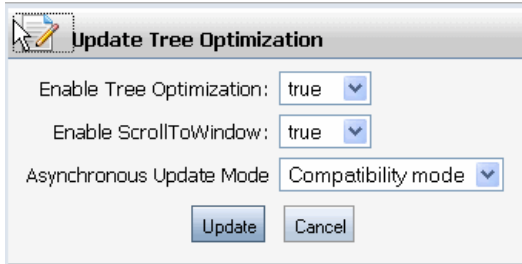 Update Tree Optimization
Enable Tree Optimization: true
Enable ScrollToWindow: true
Asynchronous Update Mode Compatibility mode
Update Cancel